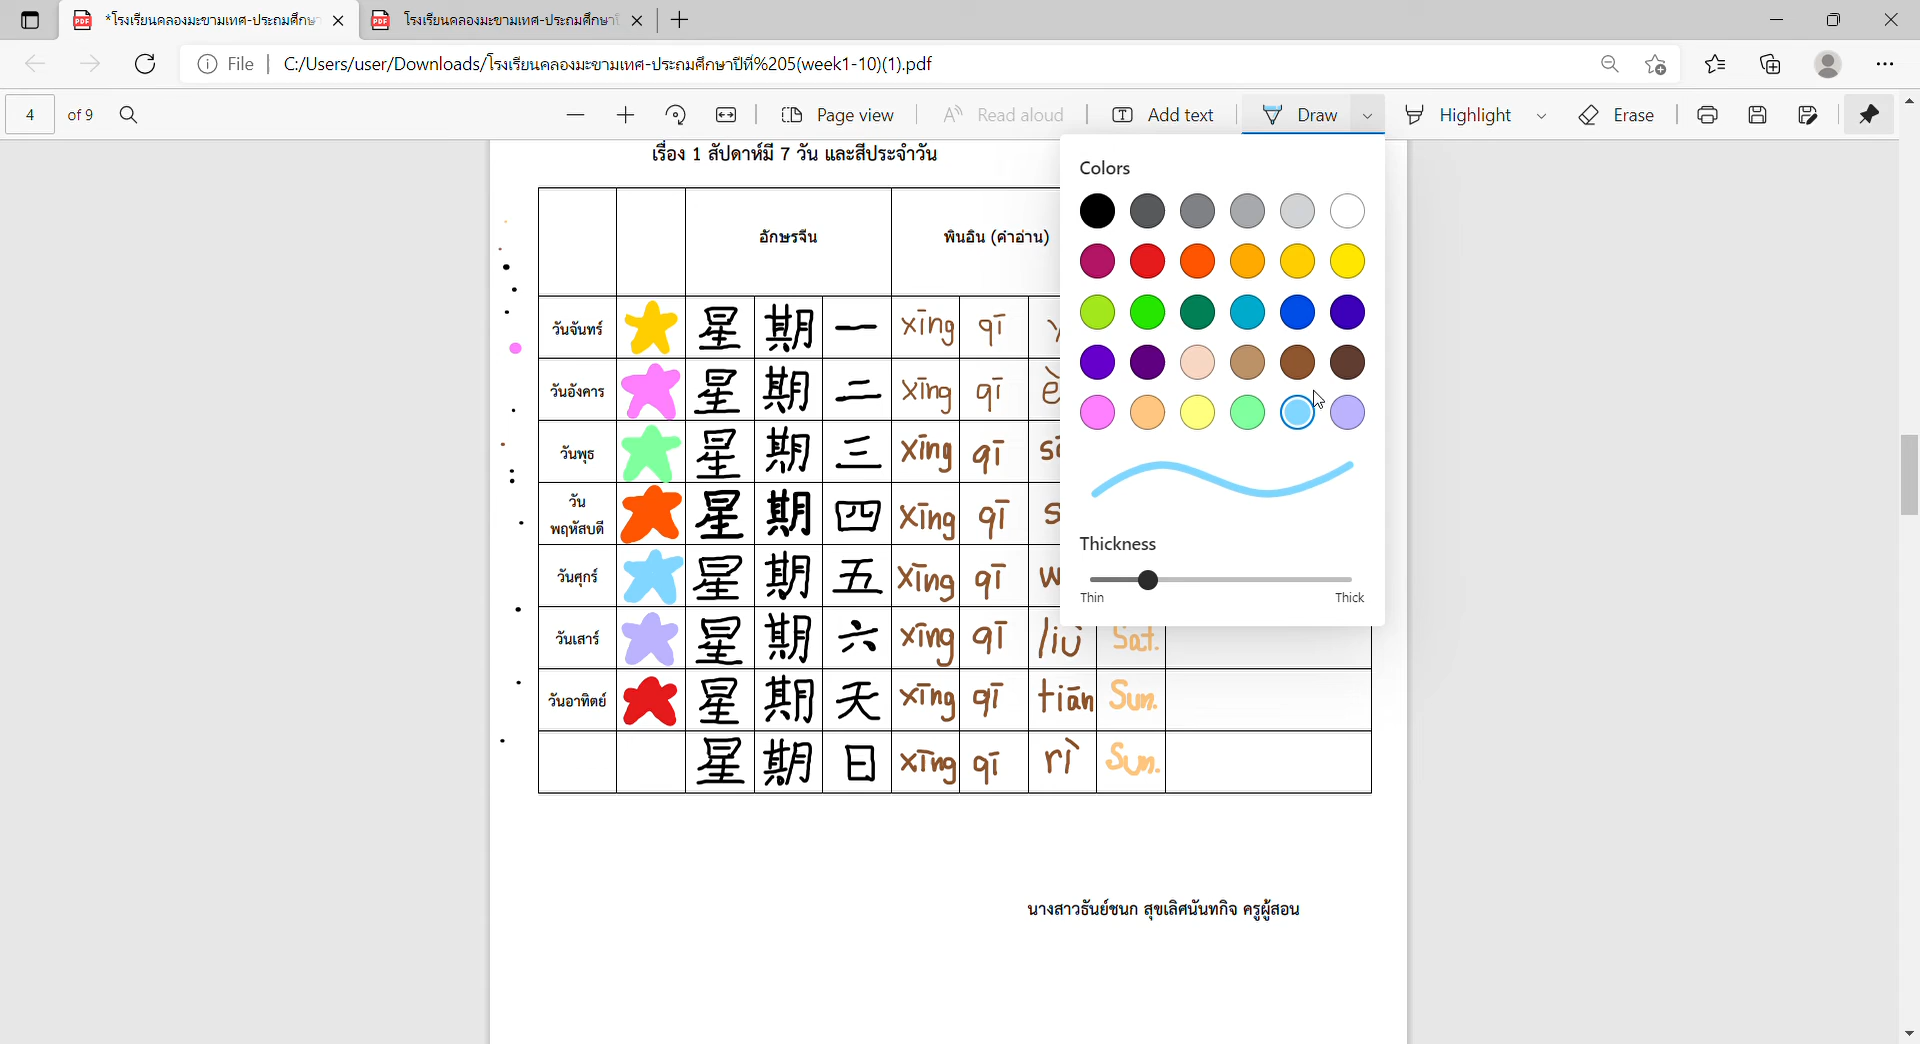 *โรงเรียนคลองมะขามเทศ-ประถมศึกษา
โรงเรียนคลองมะขามเทศ-ประถมศึกษาปี
File C:/Users/user/Downloads/โรงเรียนคลองมะขามเทศ-ประถมศึกษาปีที่%205(week1-10)(1).pdf
4 of 9 Page view Read aloud Add text Draw Highlight Erase
เรื่อง 1 สัปดาห์มี 7 วัน และสีประจำวัน
อักษรจีน พินอิน (คำอ่าน)
วันจันทร์ 星 期 一 xīng qī
วันอังคาร 星 期 二 xīng qī
วันพุธ 星 期 三 xīng qī
วัน
พฤหัสบดี 星 期 四 xīng qī
วันศุกร์ 星 期 五 xīng qī
วันเสาร์ 星 期 六 xīng qī liù Sat.
วันอาทิตย์ 星 期 天 xīng qī tiān Sun.
星 期 日 xīng qī rì Sun.
นางสาวธันย์ชนก สุขเลิศนันทกิจ ครูผู้สอน
Colors
Thickness
Thin Thick